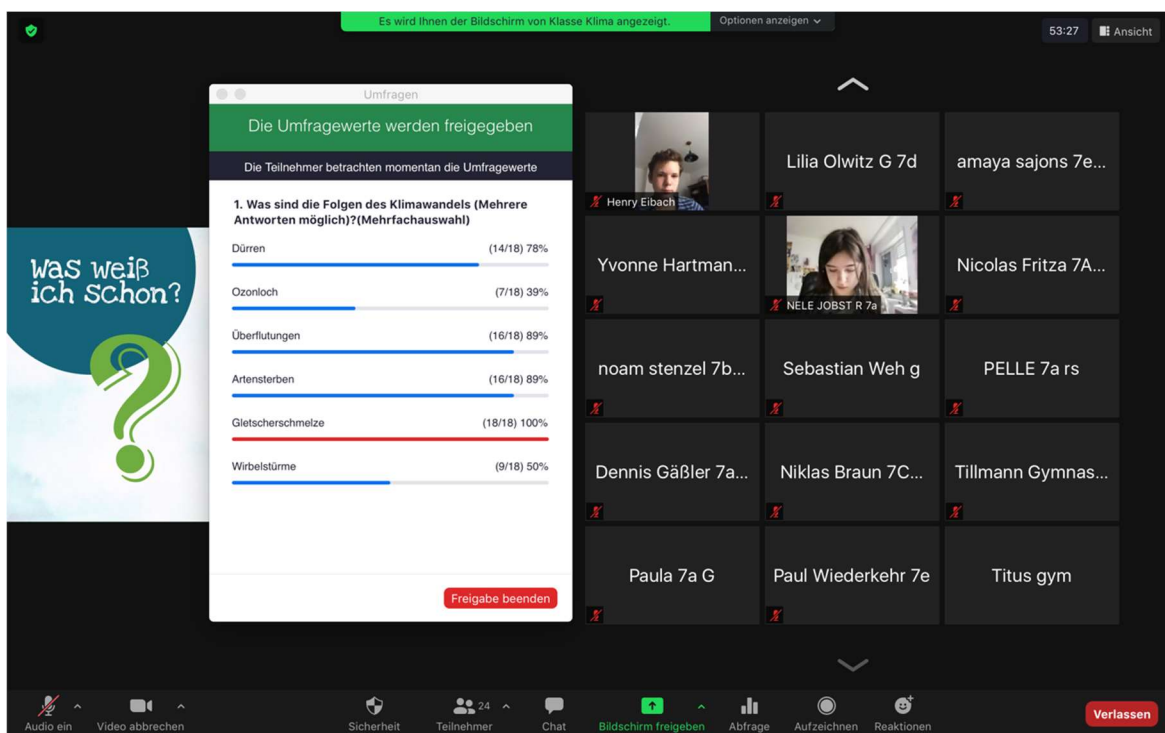 Es wird Ihnen der Bildschirm von Klasse Klima angezeigt.
Optionen anzeigen
53:27
Ansicht
Umfragen
Die Umfragewerte werden freigegeben
Die Teilnehmer betrachten momentan die Umfragewerte
1. Was sind die Folgen des Klimawandels (Mehrere
Antworten möglich)?(Mehrfachauswahl)
Dürren (14/18) 78%
Ozonloch (7/18) 39%
Überflutungen (16/18) 89%
Artensterben (16/18) 89%
Gletscherschmelze (18/18) 100%
Wirbelstürme (9/18) 50%
Freigabe beenden
was weiß
ich schon?
?
Henry Eibach
Lilia Olwitz G 7d
amaya sajons 7e...
Yvonne Hartman...
NELE JOBST R 7a
Nicolas Fritza 7A...
noam stenzel 7b...
Sebastian Weh g
PELLE 7a rs
Dennis Gäßler 7a...
Niklas Braun 7C...
Tillmann Gymnas...
Paula 7a G
Paul Wiederkehr 7e
Titus gym
Audio ein
Video abbrechen
Sicherheit
24
Teilnehmer
Chat
Bildschirm freigeben
Abfrage
Aufzeichnen
Reaktionen
Verlassen